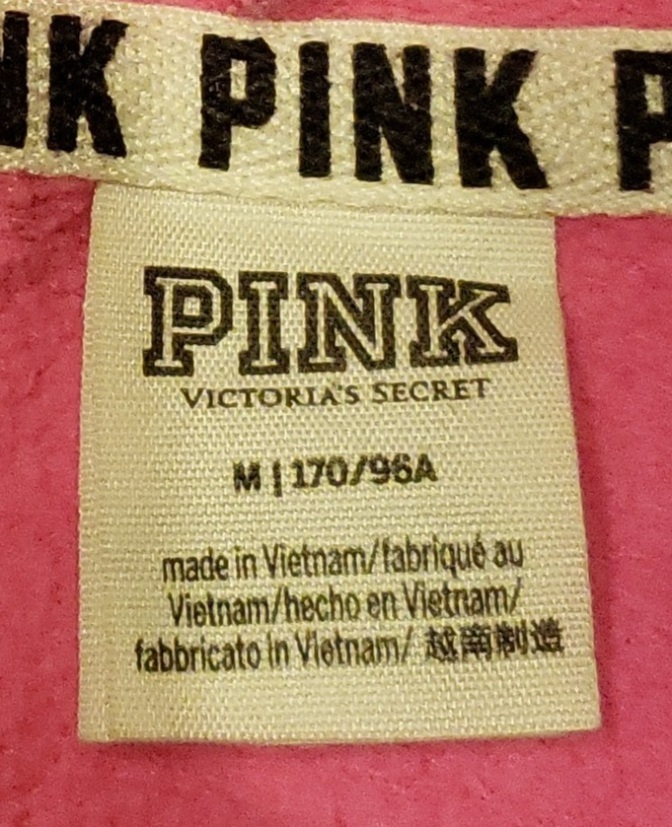 NK PINK P
PINK
VICTORIA'S SECRET
M | 170/96A
made in Vietnam/fabriqué au
Vietnam/hecho en Vietnam/
fabbricato in Vietnam/ 越南制造